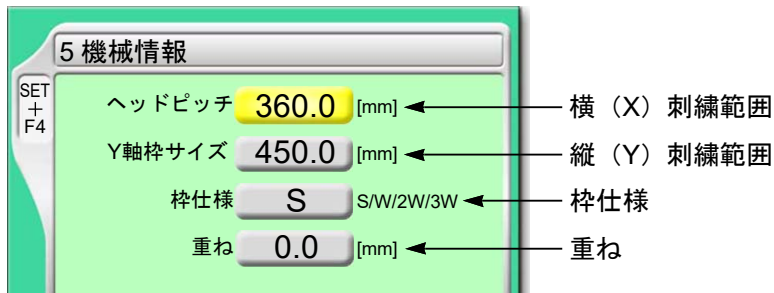 5 機械情報
SET
+
F4
ヘッドピッチ 360.0 [mm] 横（X）刺繍範囲
Y軸枠サイズ 450.0 [mm] 縦（Y）刺繍範囲
枠仕様 S S/W/2W/3W 枠仕様
重ね 0.0 [mm] 重ね